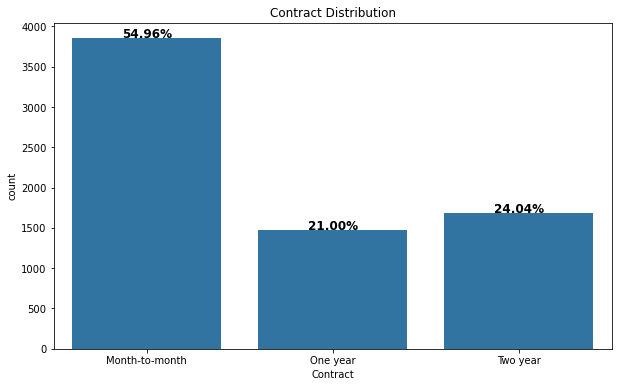 Contract Distribution
4000
3500
3000
2500
2000
1500
1000
500
0
count
54.96%
21.00%
24.04%
Month-to-month
One year
Two year
Contract